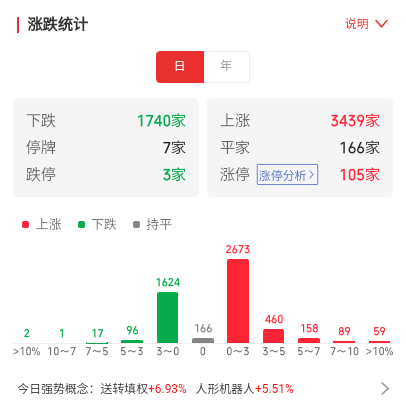 涨跌统计 说明
日 年
下跌 1740家 上涨 3439家
停牌 7家 平家 166家
跌停 3家 涨停 涨停分析 105家
上涨 下跌 持平
2 1 17 96 1624 166 2673 460 158 89 59
>10% 10～7 7～5 5～3 3～0 0 0～3 3～5 5～7 7～10 >10%
今日强势概念：送转填权+6.93% 人形机器人+5.51%